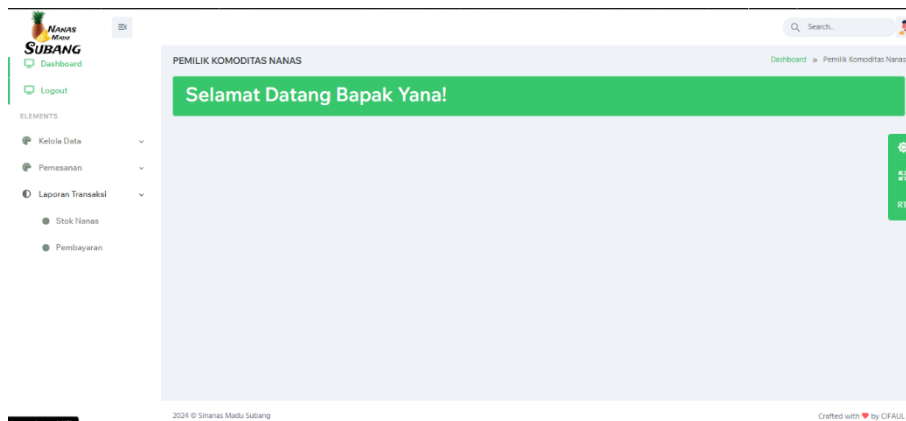 NANAS
MADU
SUBANG
Search..
Dashboard
Logout
ELEMENTS
Kelola Data
Pemesanan
Laporan Transaksi
Stok Nanas
Pembayaran
PEMILIK KOMODITAS NANAS
Dashboard » Pemilik Komoditas Nanas
Selamat Datang Bapak Yana!
2024 © Sinanas Madu Subang
Crafted with ❤ by CIFAUL